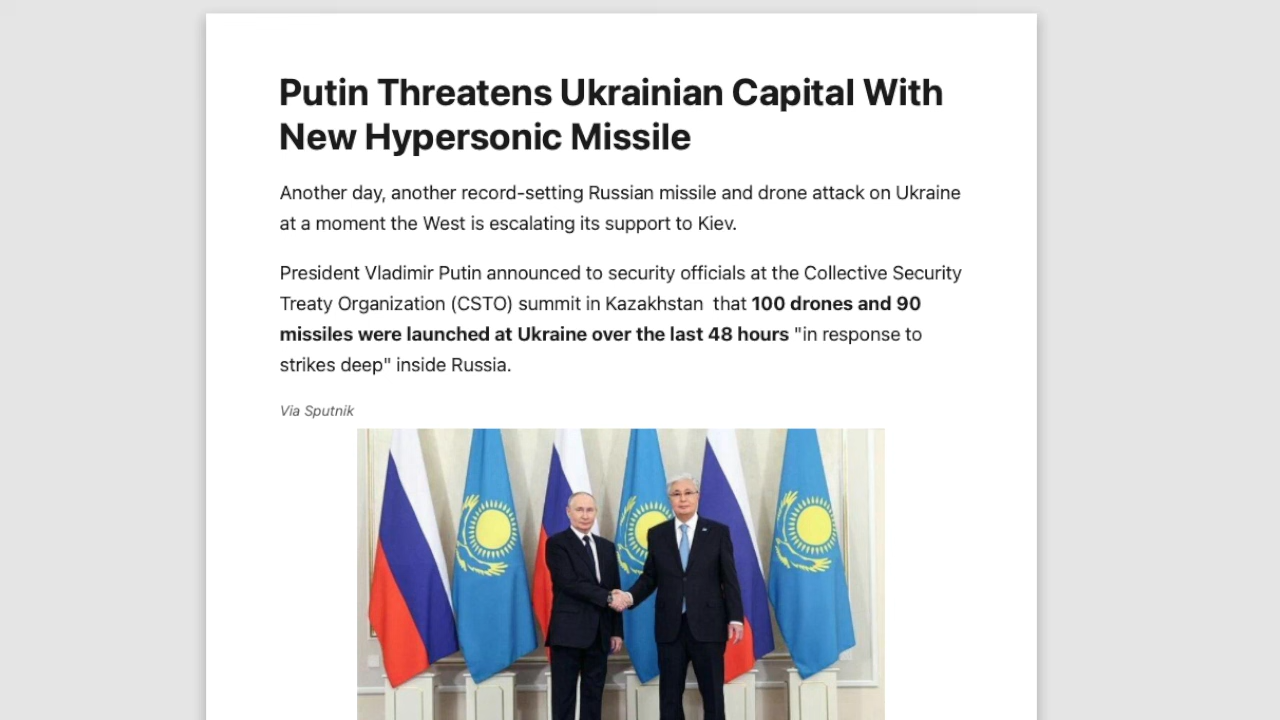 Putin Threatens Ukrainian Capital With
New Hypersonic Missile
Another day, another record-setting Russian missile and drone attack on Ukraine
at a moment the West is escalating its support to Kiev.
President Vladimir Putin announced to security officials at the Collective Security
Treaty Organization (CSTO) summit in Kazakhstan  that 100 drones and 90
missiles were launched at Ukraine over the last 48 hours "in response to
strikes deep" inside Russia.
Via Sputnik